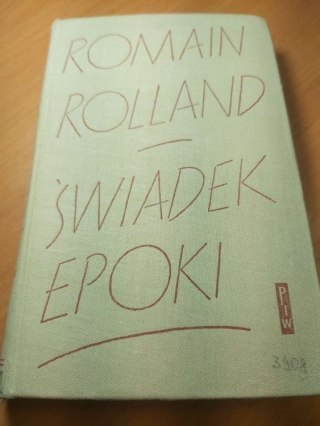 ROMAIN
ROLLAND
ŚWIADEK
EPOKI
PIW